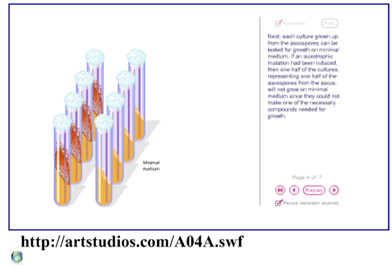 Narration Play
Next, each culture grown up
from the ascospores can be
tested for growth on minimal
medium. If an auxotrophic
mutation had been induced,
then one half of the cultures,
representing one half of the
ascospores from the ascus,
will not grow on minimal
medium since they could not
make one of the necessary
compounds needed for
growth.
Minimal
medium
Page 4 of 7
Replay
Pause between scenes
http://artstudios.com/A04A.swf